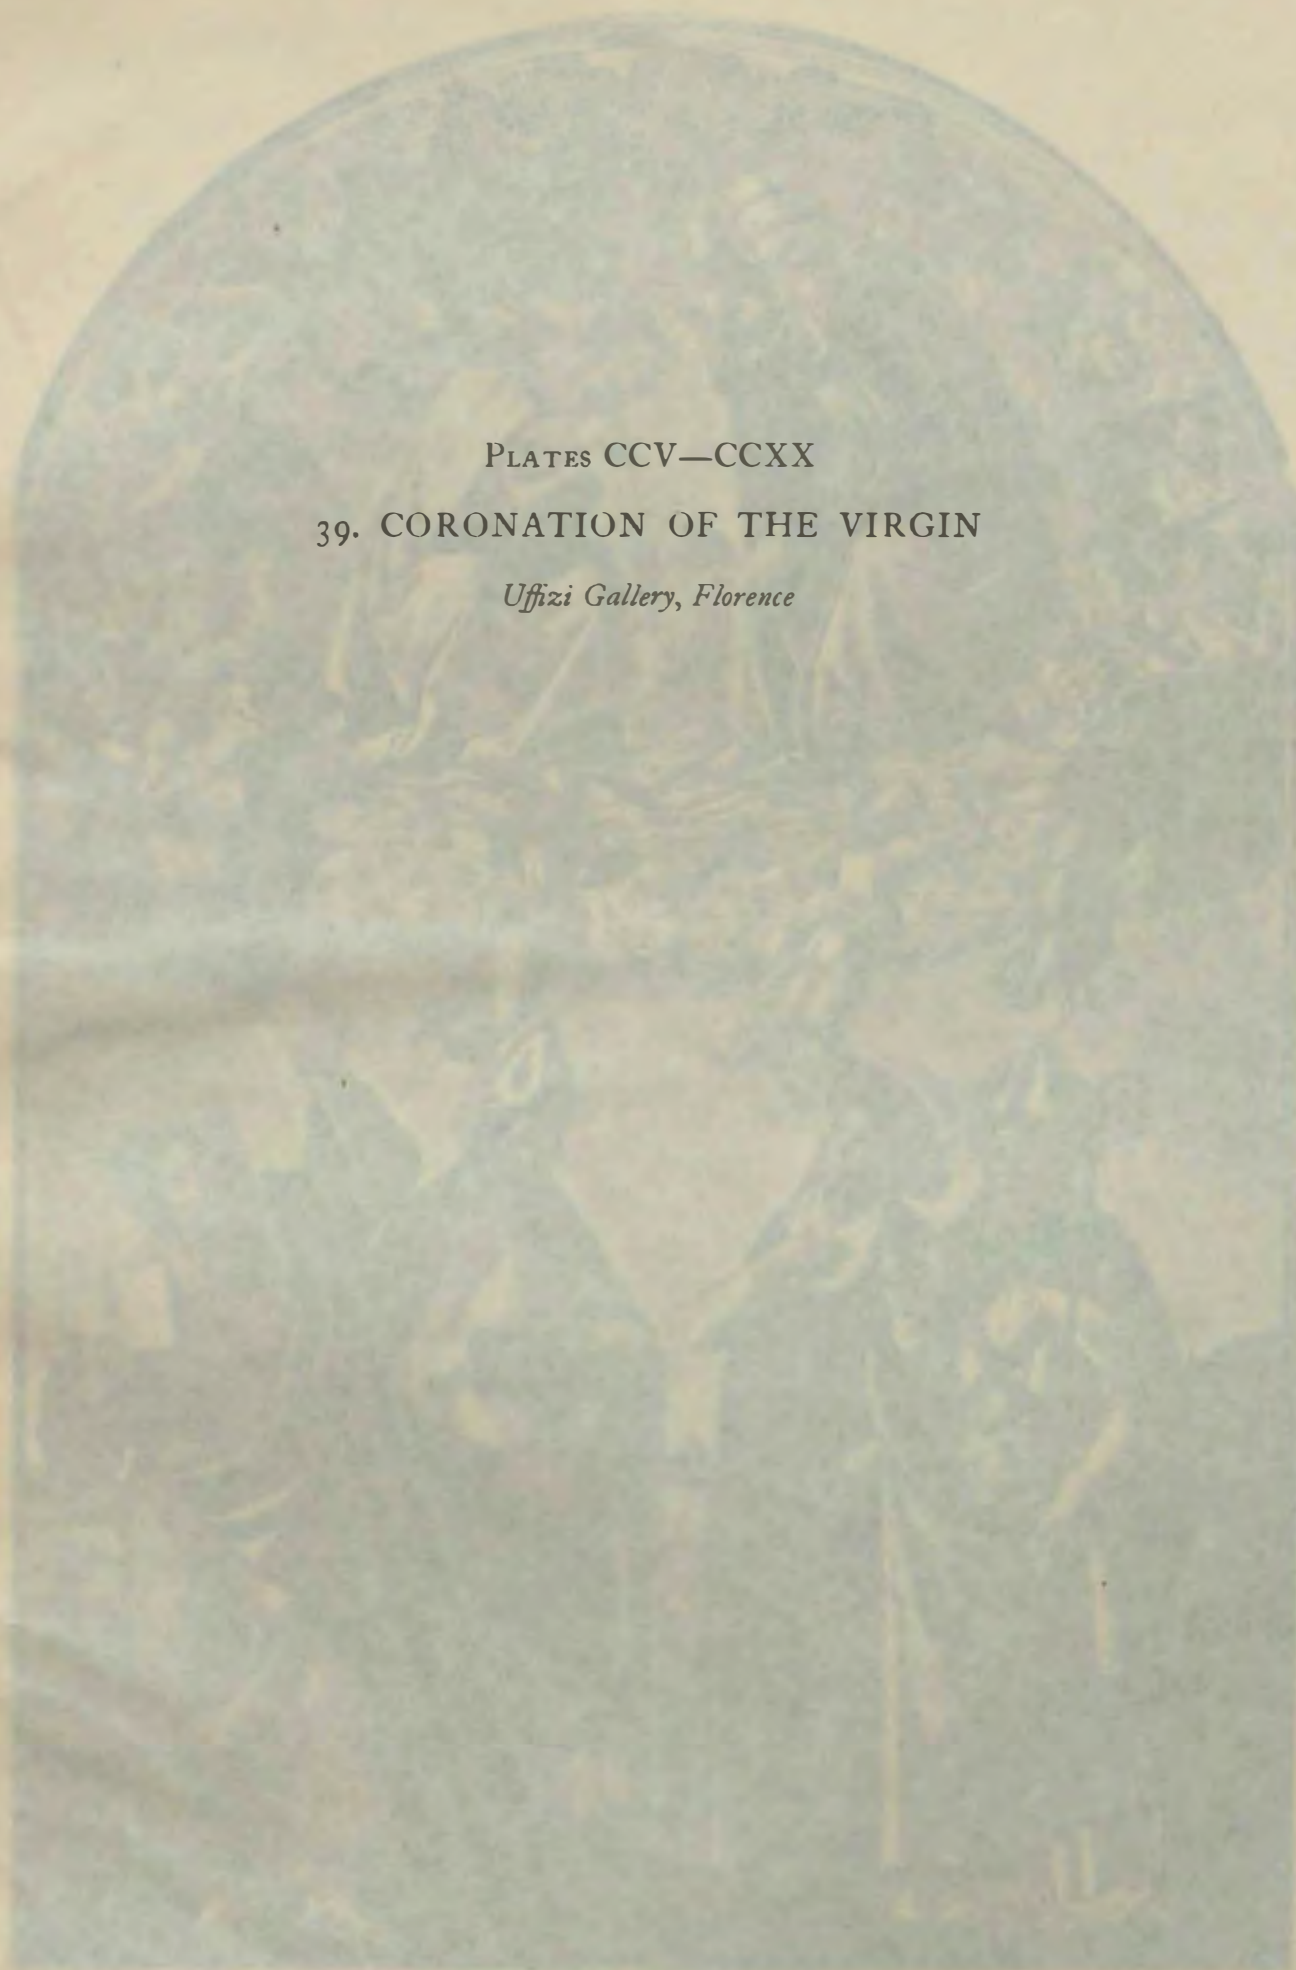 PLATES CCV—CCXX
39. CORONATION OF THE VIRGIN
Uffizi Gallery, Florence